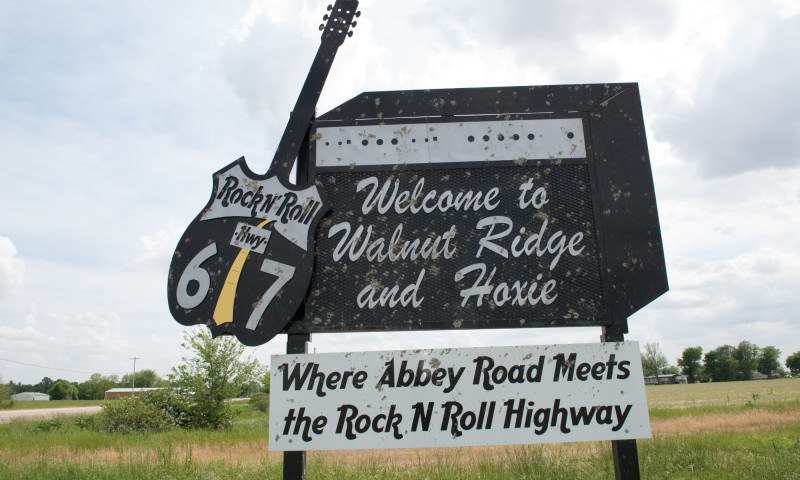 Rock N' Roll
Hwy
67
Welcome to
Walnut Ridge
and Hoxie
Where Abbey Road Meets
the Rock N Roll Highway